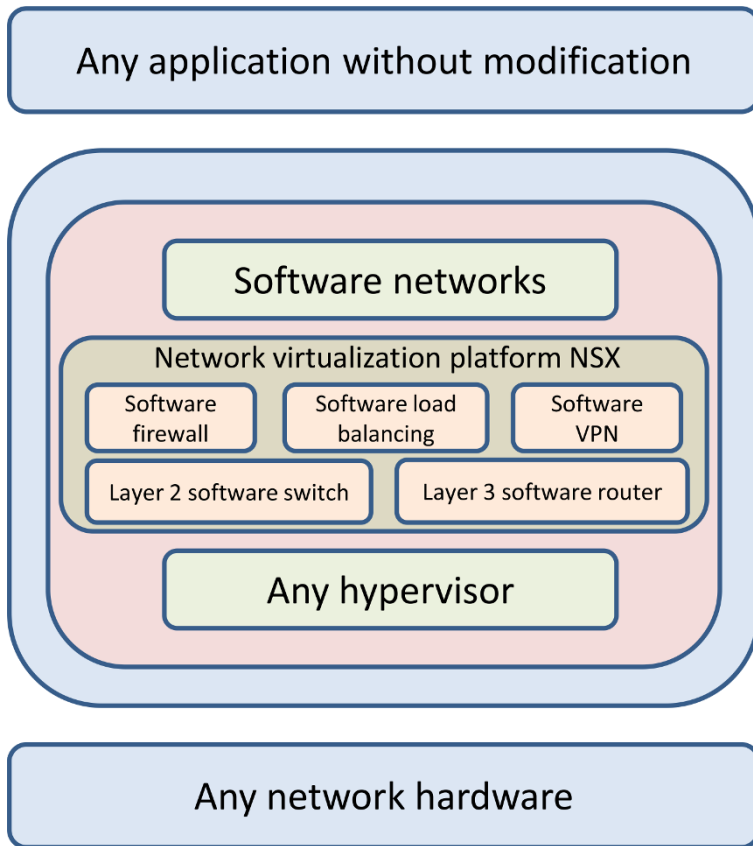 Any application without modification
Software networks
Network virtualization platform NSX
Software
firewall
Software load
balancing
Software
VPN
Layer 2 software switch
Layer 3 software router
Any hypervisor
Any network hardware